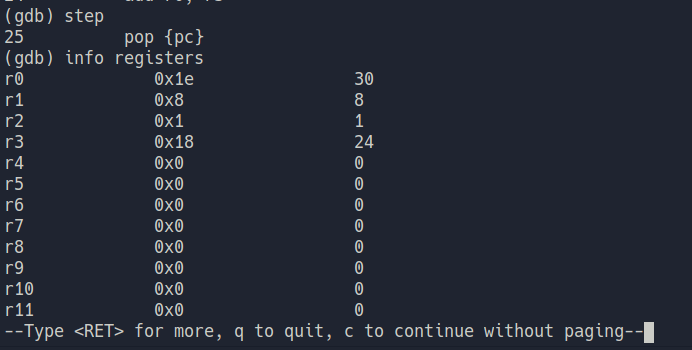 (gdb) step
25 pop {pc}
(gdb) info registers
r0 0x1e 30
r1 0x8 8
r2 0x1 1
r3 0x18 24
r4 0x0 0
r5 0x0 0
r6 0x0 0
r7 0x0 0
r8 0x0 0
r9 0x0 0
r10 0x0 0
r11 0x0 0
--Type <RET> for more, q to quit, c to continue without paging--